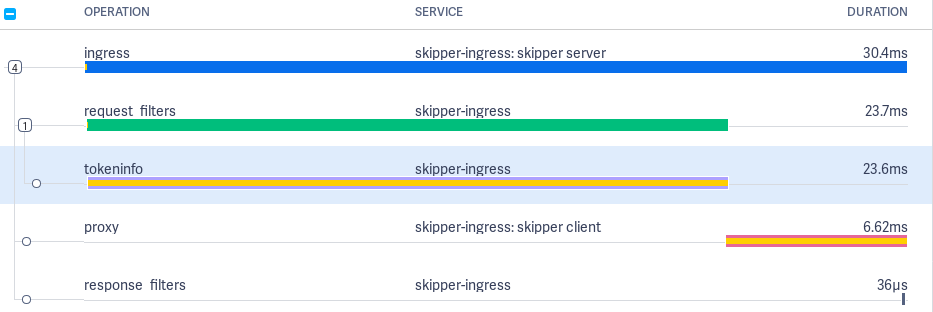 OPERATION SERVICE DURATION
ingress skipper-ingress: skipper server 30.4ms
4
request_filters skipper-ingress 23.7ms
1
tokeninfo skipper-ingress 23.6ms
proxy skipper-ingress: skipper client 6.62ms
response_filters skipper-ingress 36µs